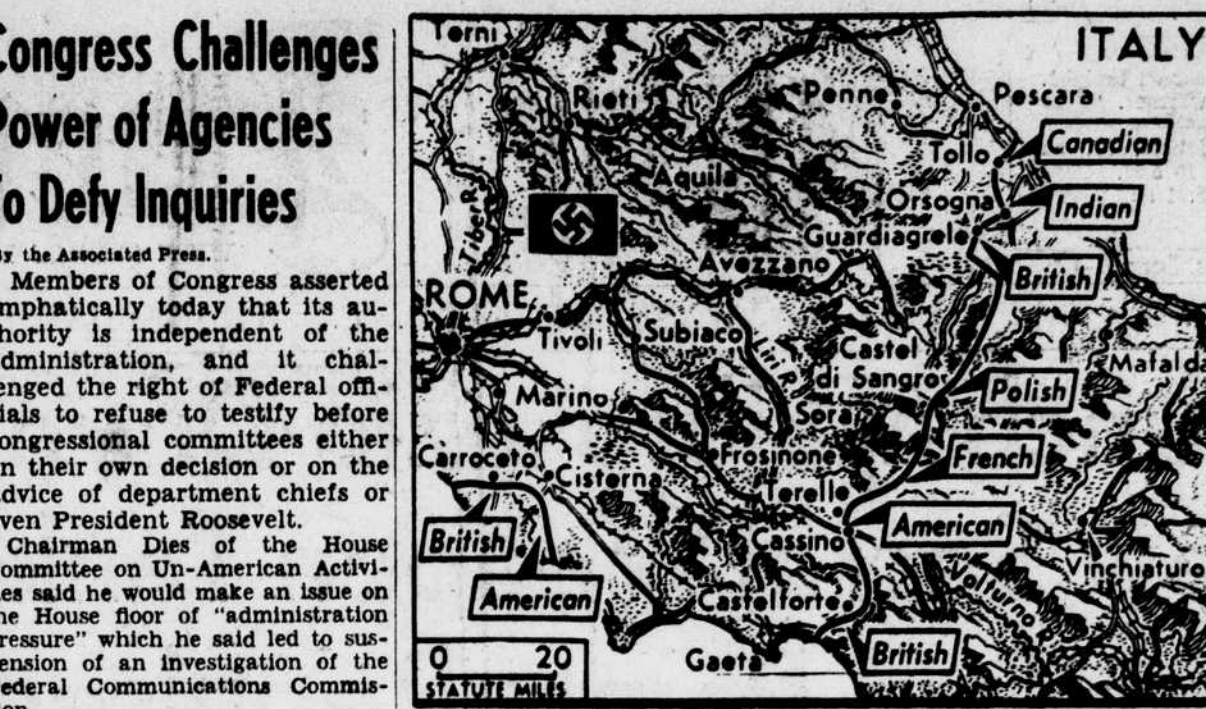 Congress Challenges
Power of Agencies
To Defy Inquiries
By the Associated Press.
Members of Congress asserted
emphatically today that its au-
thority is independent of the
administration, and it chal-
lenged the right of Federal offi-
cials to refuse to testify before
congressional committees either
on their own decision or on the
advice of department chiefs or
even President Roosevelt.
Chairman Dies of the House
Committee on Un-American Activi-
ties said he would make an issue on
the House floor of "administration
pressure" which he said led to sus-
pension of an investigation of the
Federal Communications Commis-
sion.
ITALY
Terni
Rieti
Penne
Pescara
Tollo
Canadian
Aquila
Orsogna
Indian
Tiber R.
Guardiagrele
Avezzano
British
ROME
Tivoli
Subiaco
Liri R.
Castel
di Sangro
Mafalda
Marino
Sora
Polish
Carroceto
Cisterna
Frosinone
French
Terelle
British
Cassino
American
Vinchiaturo
American
Castelforte
Volturno
Gaeta
British
0 20
STATUTE MILES